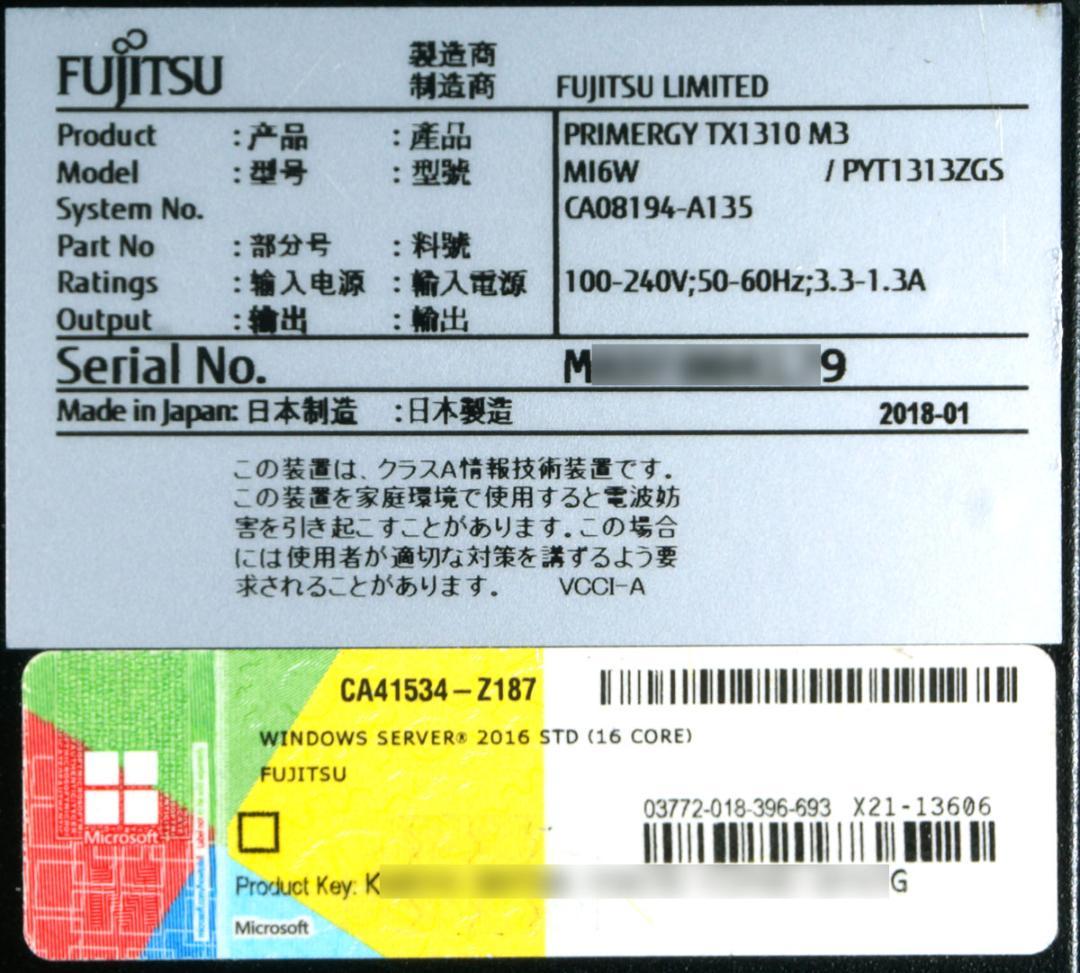 FUJITSU
製造商
制造商 FUJITSU LIMITED
Product :产品 :產品 PRIMERGY TX1310 M3
Model :型号 :型號 MI6W / PYT1313ZGS
System No. CA08194-A135
Part No :部分号 :料號
Ratings :输入电源 :輸入電源 100-240V;50-60Hz;3.3-1.3A
Output :输出 :輸出
Serial No. M 9
Made in Japan: 日本制造 :日本製造 2018-01
この装置は、クラスA情報技術装置です。
この装置を家庭環境で使用すると電波妨
害を引き起こすことがあります。この場合
には使用者が適切な対策を講ずるよう要
求されることがあります。 VCCI-A
CA41534-Z187
WINDOWS SERVER® 2016 STD (16 CORE)
FUJITSU
03772-018-396-693 X21-13606
Microsoft
Product Key: K G
Microsoft